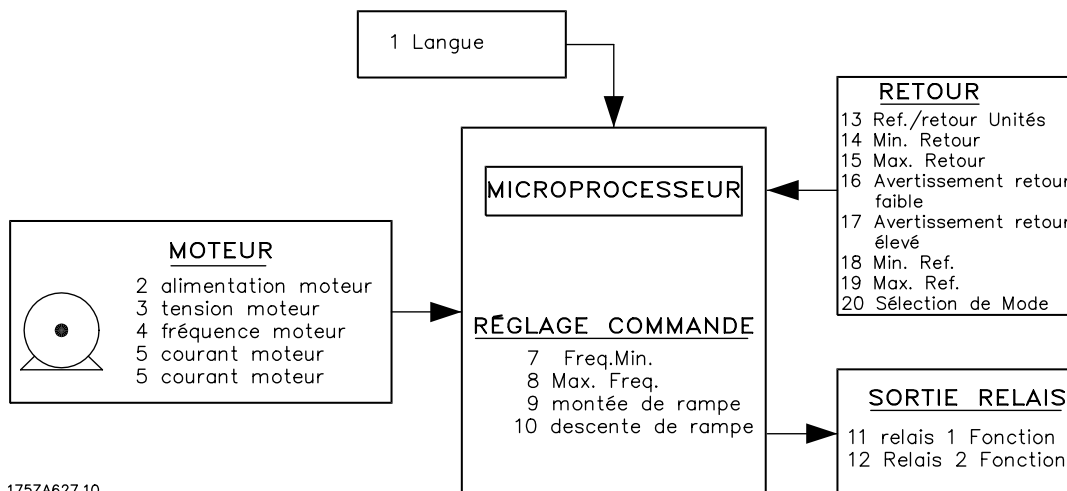 1 Langue
RETOUR
13 Ref./retour Unités
14 Min. Retour
15 Max. Retour
16 Avertissement retour
faible
17 Avertissement retour
élevé
18 Min. Ref.
19 Max. Ref.
20 Sélection de Mode
MICROPROCESSEUR
MOTEUR
2 alimentation moteur
3 tension moteur
4 fréquence moteur
5 courant moteur
5 courant moteur
RÉGLAGE COMMANDE
7 Freq.Min.
8 Max. Freq.
9 montée de rampe
10 descente de rampe
SORTIE RELAIS
11 relais 1 Fonction
12 Relais 2 Fonction
175ZA627.10